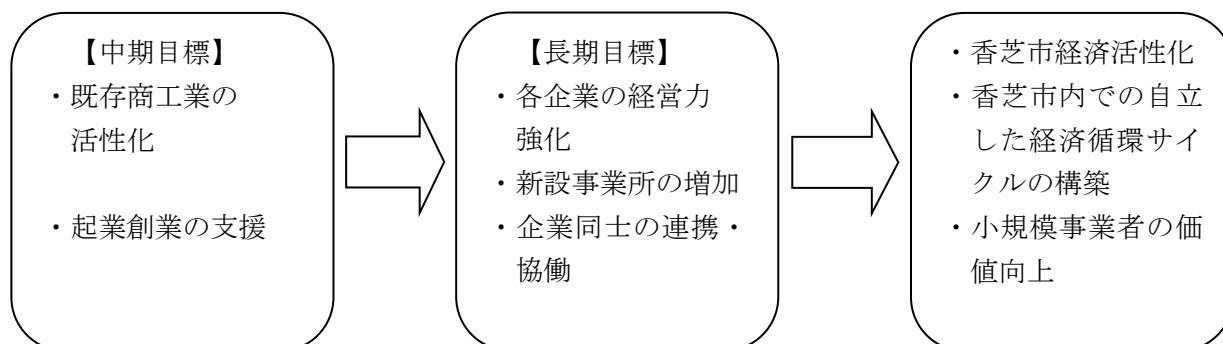 【中期目標】
・既存商工業の
活性化
・起業創業の支援
【長期目標】
・各企業の経営力
強化
・新設事業所の増加
・企業同士の連携・
協働
・香芝市経済活性化
・香芝市内での自立
した経済循環サイ
クルの構築
・小規模事業者の価
値向上